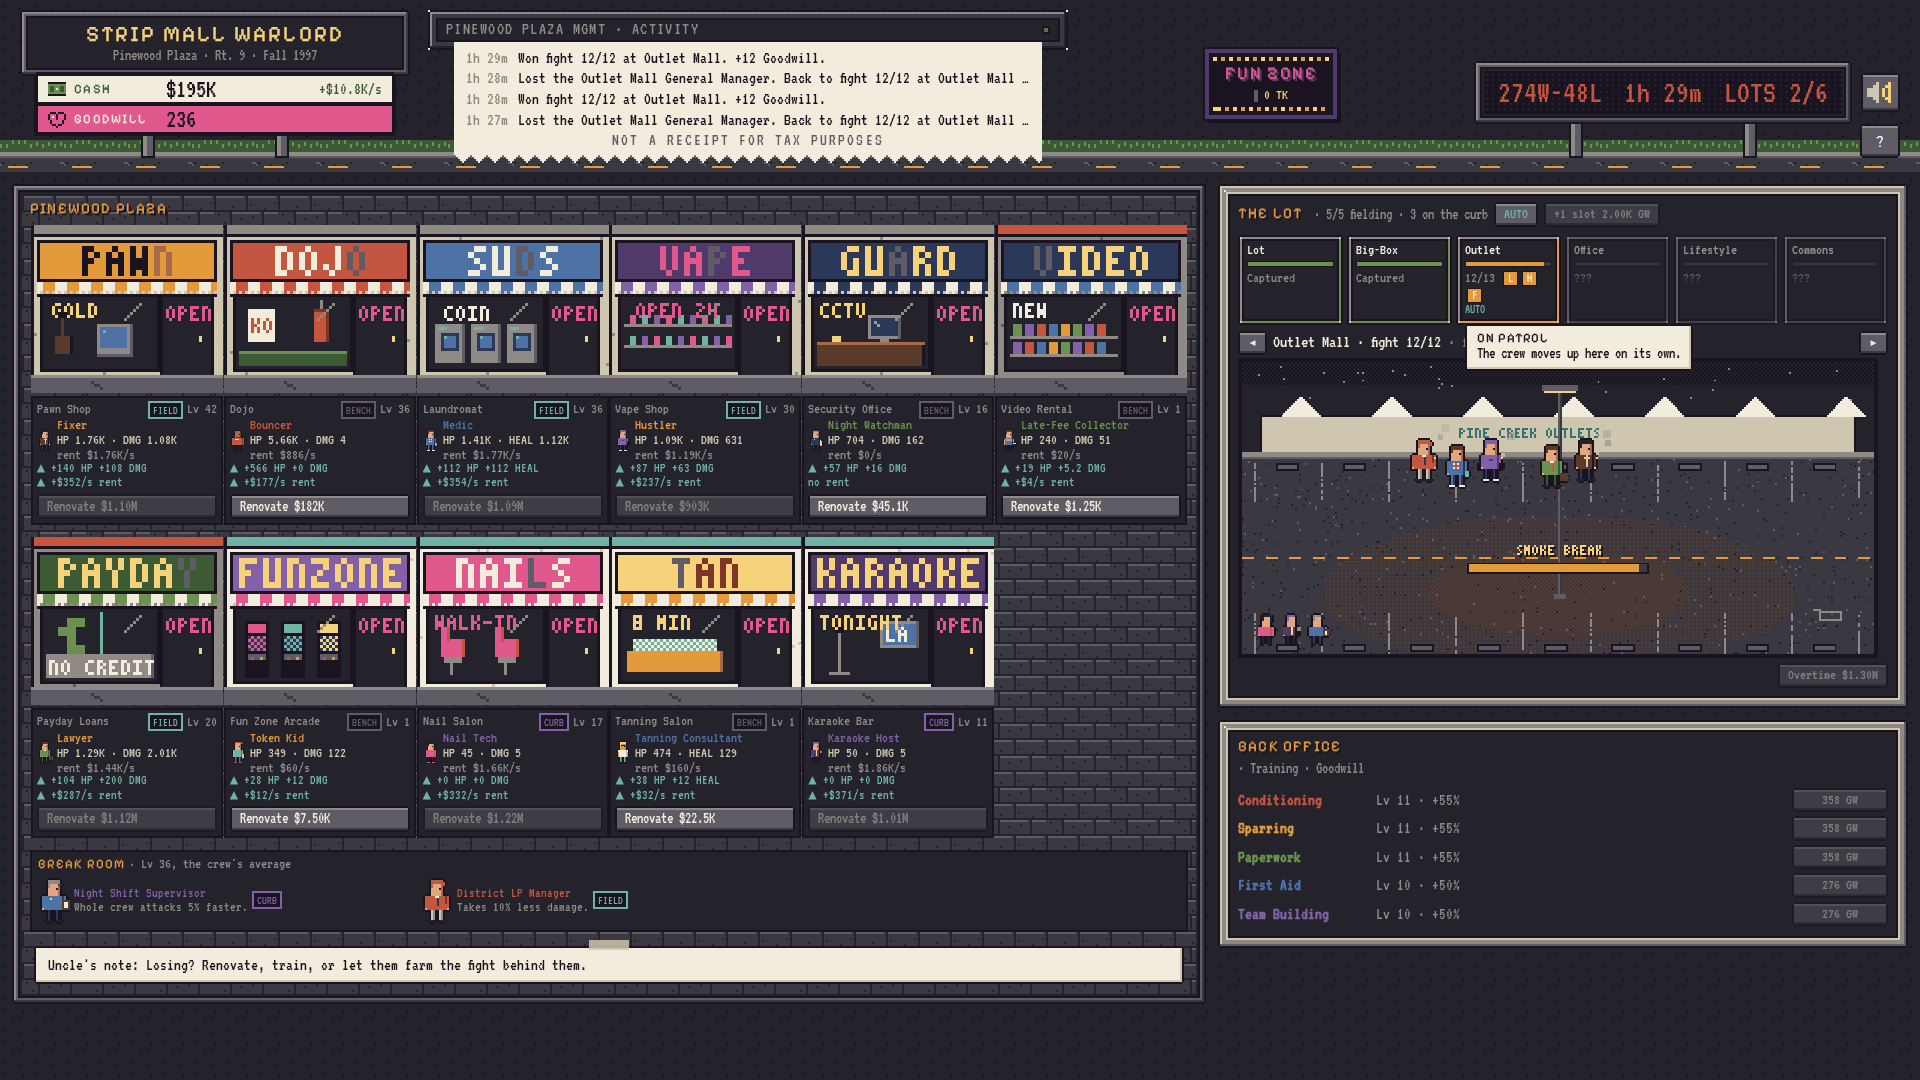 STRIP MALL WARLORD
Pinewood Plaza · Rt. 9 · Fall 1997
CASH $195K +$10.8K/s
GOODWILL 236
PINEWOOD PLAZA MGMT · ACTIVITY
1h 29m Won fight 12/12 at Outlet Mall. +12 Goodwill.
1h 28m Lost the Outlet Mall General Manager. Back to fight 12/12 at Outlet Mall …
1h 28m Won fight 12/12 at Outlet Mall. +12 Goodwill.
1h 27m Lost the Outlet Mall General Manager. Back to fight 12/12 at Outlet Mall …
NOT A RECEIPT FOR TAX PURPOSES
FUN ZONE
0 TK
274W-48L 1h 29m LOTS 2/6
?
PINEWOOD PLAZA
PAWN DOJO SUDS VAPE GUARD VIDEO
GOLD OPEN KO OPEN COIN OPEN OPEN 24 OPEN CCTV OPEN NEW OPEN
Pawn Shop FIELD Lv 42
Fixer
HP 1.76K · DMG 1.08K
rent $1.76K/s
▲ +140 HP +108 DMG
▲ +$352/s rent
Renovate $1.10M
Dojo BENCH Lv 36
Bouncer
HP 5.66K · DMG 4
rent $886/s
▲ +566 HP +0 DMG
▲ +$177/s rent
Renovate $182K
Laundromat FIELD Lv 36
Medic
HP 1.41K · HEAL 1.12K
rent $1.77K/s
▲ +112 HP +112 HEAL
▲ +$354/s rent
Renovate $1.09M
Vape Shop FIELD Lv 30
Hustler
HP 1.09K · DMG 631
rent $1.19K/s
▲ +87 HP +63 DMG
▲ +$237/s rent
Renovate $903K
Security Office BENCH Lv 16
Night Watchman
HP 704 · DMG 162
rent $0/s
▲ +57 HP +16 DMG
no rent
Renovate $45.1K
Video Rental BENCH Lv 1
Late-Fee Collector
HP 240 · DMG 51
rent $20/s
▲ +19 HP +5.2 DMG
▲ +$4/s rent
Renovate $1.25K
PAYDAY FUNZONE NAILS TAN KARAOKE
NO CREDIT OPEN OPEN WALK-IN OPEN 8 MIN OPEN TONIGHT LA OPEN
Payday Loans FIELD Lv 20
Lawyer
HP 1.29K · DMG 2.01K
rent $1.44K/s
▲ +104 HP +200 DMG
▲ +$287/s rent
Renovate $1.12M
Fun Zone Arcade BENCH Lv 1
Token Kid
HP 349 · DMG 122
rent $60/s
▲ +28 HP +12 DMG
▲ +$12/s rent
Renovate $7.50K
Nail Salon CURB Lv 17
Nail Tech
HP 45 · DMG 5
rent $1.66K/s
▲ +0 HP +0 DMG
▲ +$332/s rent
Renovate $1.22M
Tanning Salon BENCH Lv 1
Tanning Consultant
HP 474 · HEAL 129
rent $160/s
▲ +38 HP +12 HEAL
▲ +$32/s rent
Renovate $22.5K
Karaoke Bar CURB Lv 11
Karaoke Host
HP 50 · DMG 5
rent $1.86K/s
▲ +0 HP +0 DMG
▲ +$371/s rent
Renovate $1.01M
BREAK ROOM · Lv 36, the crew's average
Night Shift Supervisor
Whole crew attacks 5% faster. CURB
District LP Manager
Takes 10% less damage. FIELD
Uncle's note: Losing? Renovate, train, or let them farm the fight behind them.
THE LOT · 5/5 fielding · 3 on the curb AUTO +1 slot 2.00K GW
Lot
Captured
Big-Box
Captured
Outlet
12/13 L H
F
AUTO
Office
???
Lifestyle
???
Commons
???
◄ Outlet Mall · fight 12/12 · ►
ON PATROL
The crew moves up here on its own.
PINE CREEK OUTLETS
SMOKE BREAK
Overtime $1.30M
BACK OFFICE
· Training · Goodwill
Conditioning Lv 11 · +55% 358 GW
Sparring Lv 11 · +55% 358 GW
Paperwork Lv 11 · +55% 358 GW
First Aid Lv 10 · +50% 276 GW
Team Building Lv 10 · +50% 276 GW